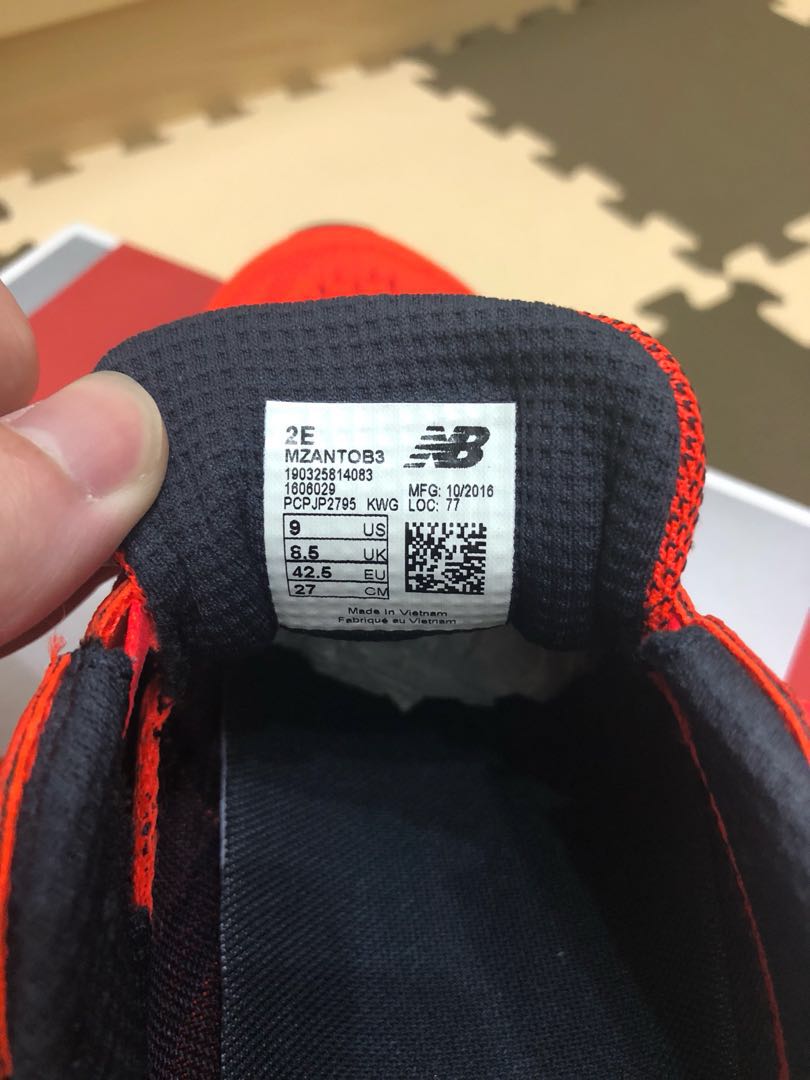 2E
NB
MZANTOB3
190325814083
1606029
MFG: 10/2016
PCPJP2795 KWG LOC: 77
9 US
8.5 UK
42.5 EU
27 CM
Made in Vietnam
Fabriqué au Vietnam